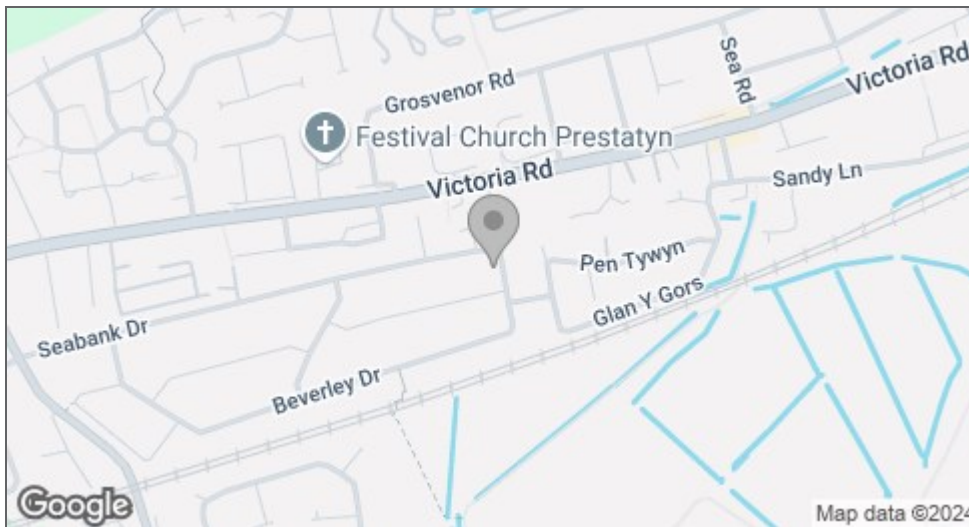 Sea Rd
Victoria Rd
Grosvenor Rd
Festival Church Prestatyn
Victoria Rd
Sandy Ln
Pen Tywyn
Glan Y Gors
Seabank Dr
Beverley Dr
Google
Map data ©2024